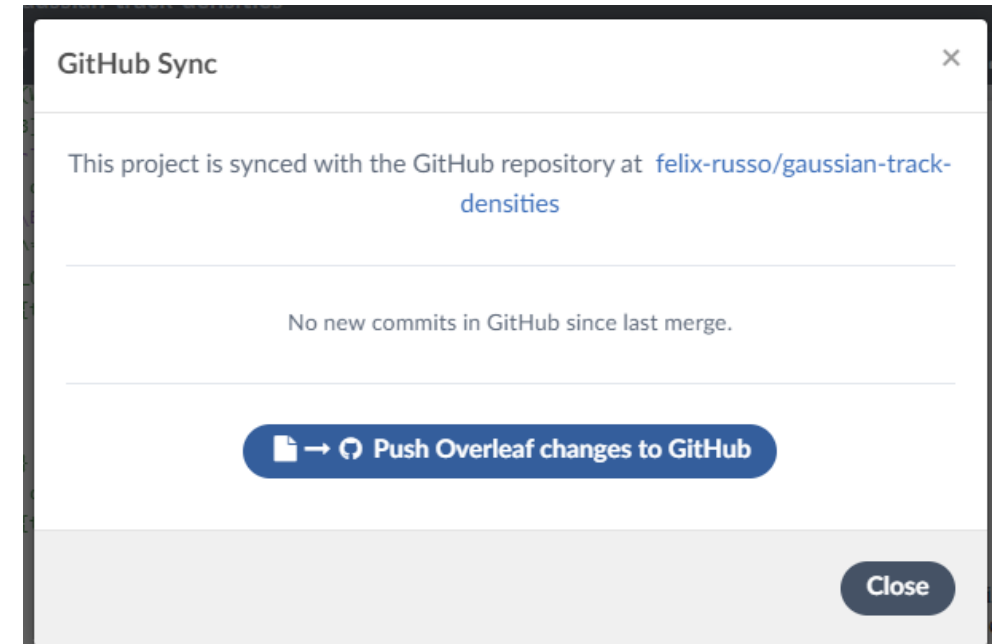 GitHub Sync
×
This project is synced with the GitHub repository at felix-russo/gaussian-track-
densities
No new commits in GitHub since last merge.
→ Push Overleaf changes to GitHub
Close